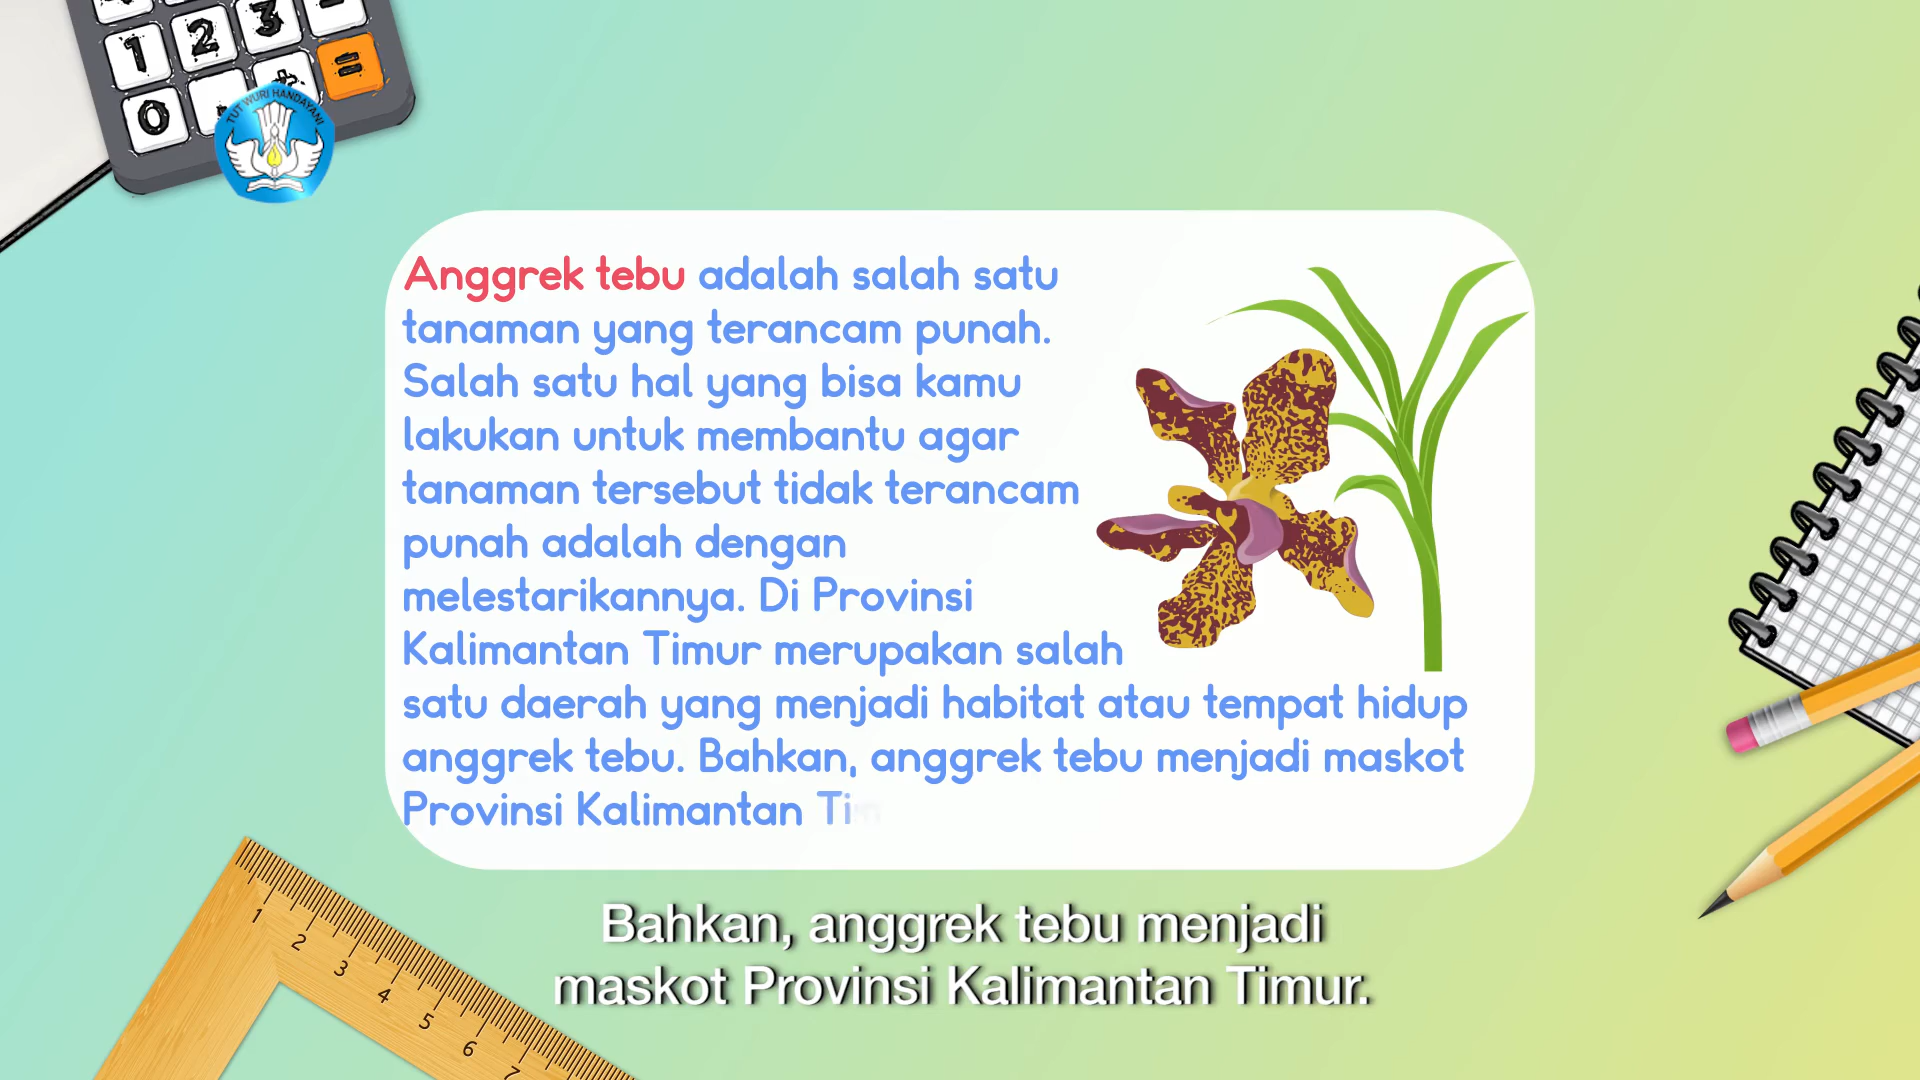 1 2 3
0
=
TUT WURI HANDAYANI
Anggrek tebu adalah salah satu
tanaman yang terancam punah.
Salah satu hal yang bisa kamu
lakukan untuk membantu agar
tanaman tersebut tidak terancam
punah adalah dengan
melestarikannya. Di Provinsi
Kalimantan Timur merupakan salah
satu daerah yang menjadi habitat atau tempat hidup
anggrek tebu. Bahkan, anggrek tebu menjadi maskot
Provinsi Kalimantan Tim
1 2 3 4 5 6 7
Bahkan, anggrek tebu menjadi
maskot Provinsi Kalimantan Timur.